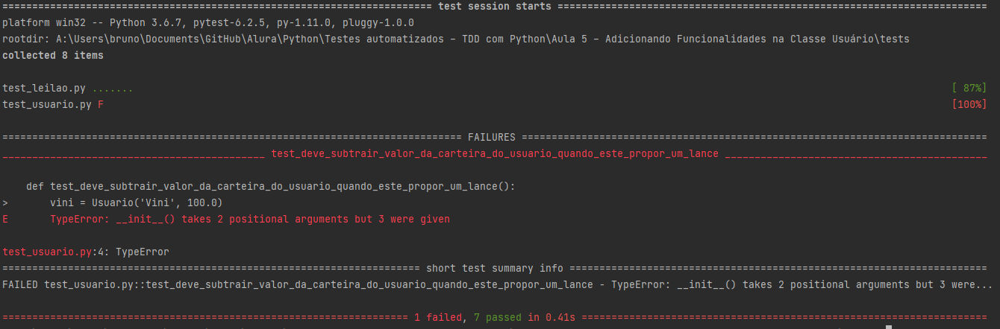 ======================================================================== test session starts ========================================================================
platform win32 -- Python 3.6.7, pytest-6.2.5, py-1.11.0, pluggy-1.0.0
rootdir: A:\Users\bruno\Documents\GitHub\Alura\Python\Testes automatizados - TDD com Python\Aula 5 - Adicionando Funcionalidades na Classe Usuário\tests
collected 8 items
test_leilao.py ....... [ 87%]
test_usuario.py F [100%]
============================================================================= FAILURES ==============================================================================
____________________________________________ test_deve_subtrair_valor_da_carteira_do_usuario_quando_este_propor_um_lance ____________________________________________
def test_deve_subtrair_valor_da_carteira_do_usuario_quando_este_propor_um_lance():
> vini = Usuario('Vini', 100.0)
E TypeError: __init__() takes 2 positional arguments but 3 were given
test_usuario.py:4: TypeError
====================================================================== short test summary info ======================================================================
FAILED test_usuario.py::test_deve_subtrair_valor_da_carteira_do_usuario_quando_este_propor_um_lance - TypeError: __init__() takes 2 positional arguments but 3 were...
==================================================================== 1 failed, 7 passed in 0.41s ====================================================================